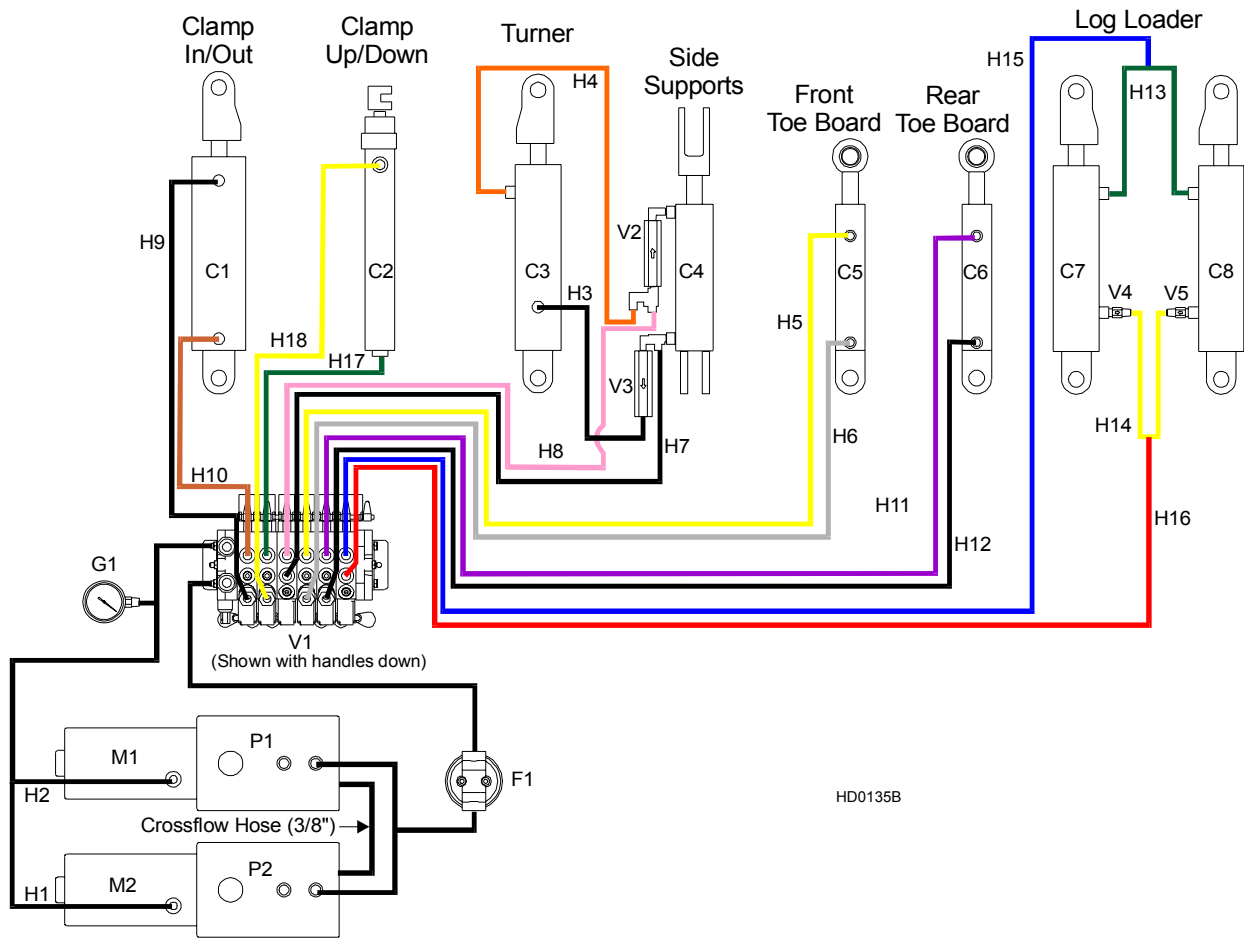 Clamp
In/Out
Clamp
Up/Down
Turner
Side
Supports
Front
Toe Board
Rear
Toe Board
Log Loader
H15
H4
H13
V2
H9
C1
C2
C3
H3
C4
C5
C6
C7
C8
V4
V5
H5
H18
H17
V3
H14
H6
H8
H7
H10
H11
H16
H12
G1
V1
(Shown with handles down)
M1
P1
F1
H2
HD0135B
Crossflow Hose (3/8")
M2
P2
H1